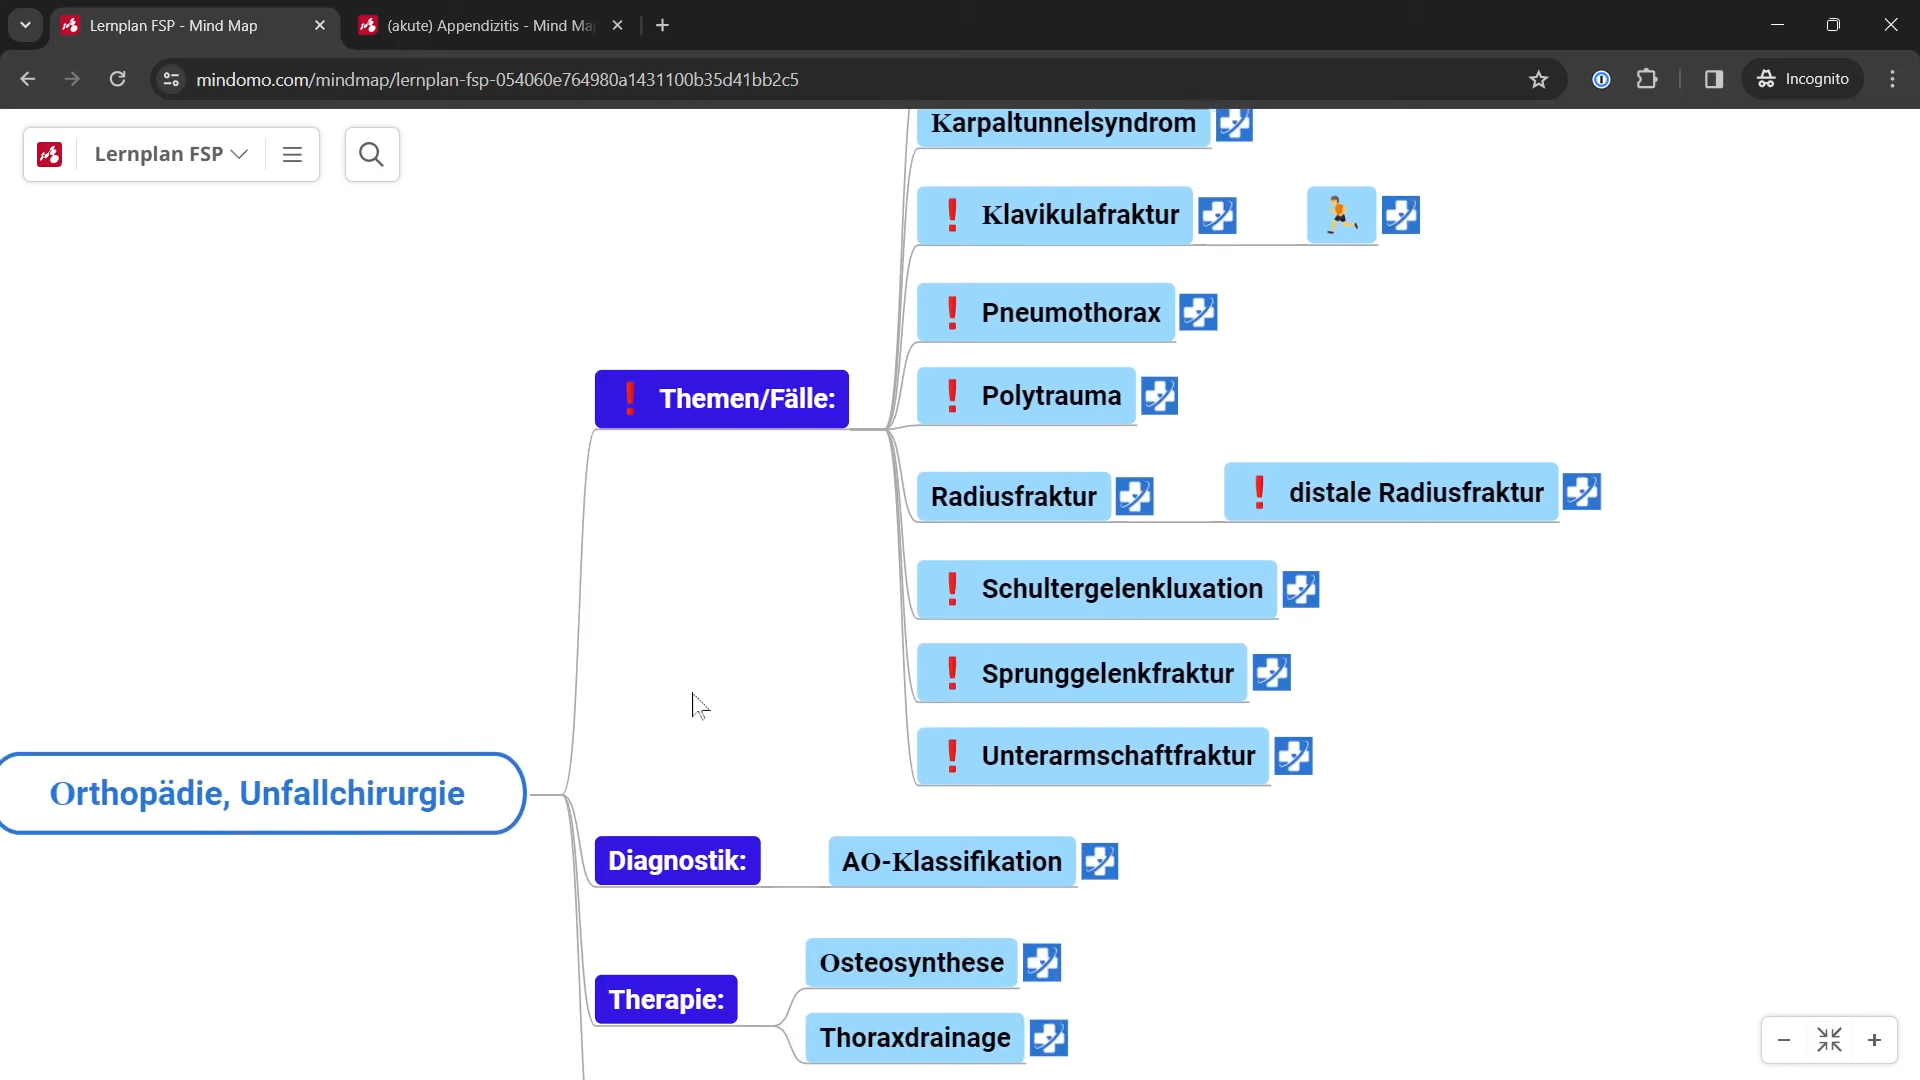 Lernplan FSP - Mind Map
(akute) Appendizitis - Mind Ma
mindomo.com/mindmap/lernplan-fsp-054060e764980a1431100b35d41bb2c5
Incognito
Lernplan FSP
Karpaltunnelsyndrom
❗ Klavikulafraktur
❗ Pneumothorax
❗ Themen/Fälle:
❗ Polytrauma
Radiusfraktur
❗ distale Radiusfraktur
❗ Schultergelenkluxation
❗ Sprunggelenkfraktur
❗ Unterarmschaftfraktur
Orthopädie, Unfallchirurgie
Diagnostik:
AO-Klassifikation
Osteosynthese
Therapie:
Thoraxdrainage